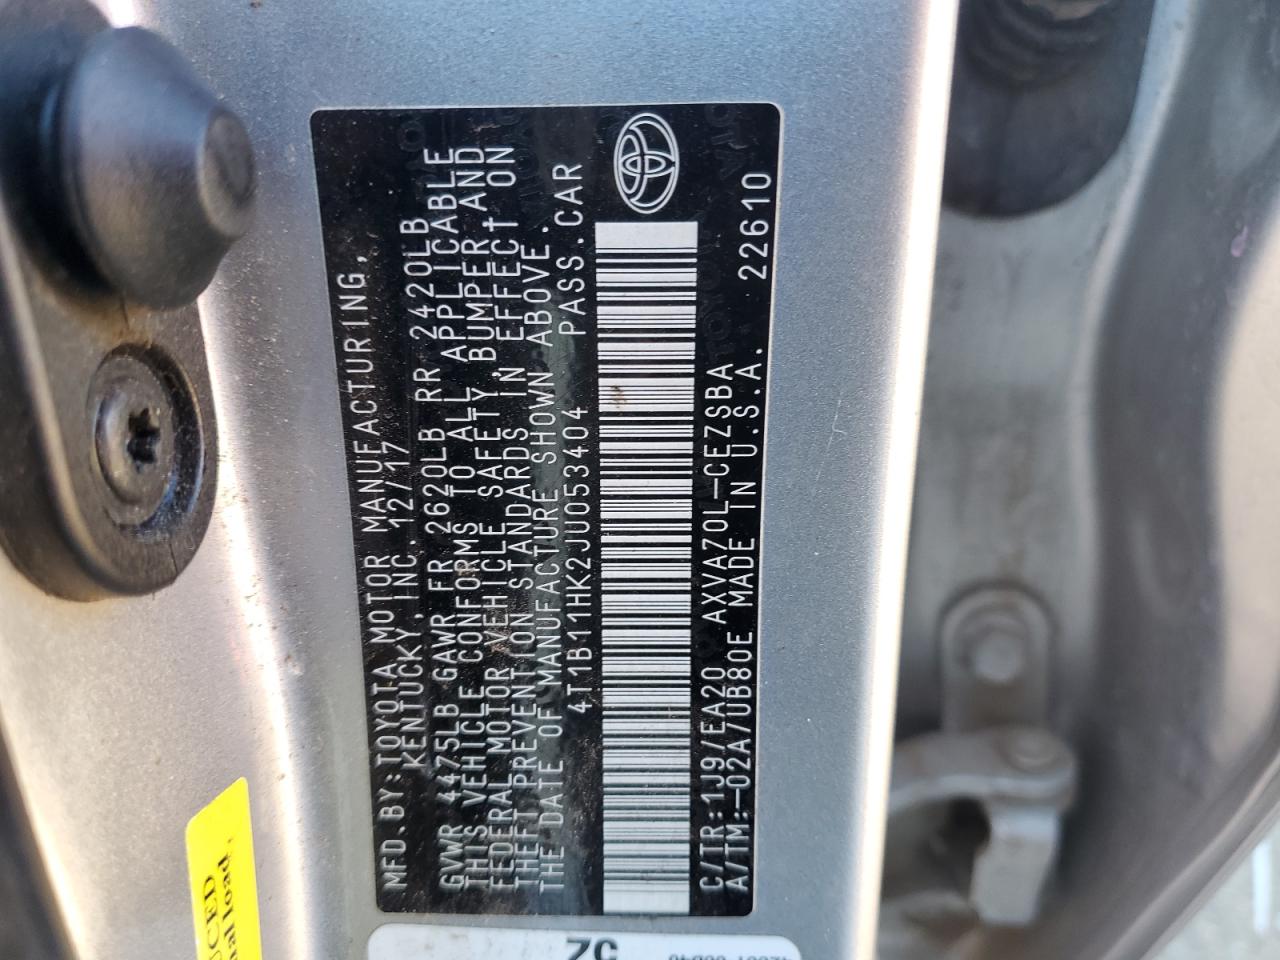 MFD.BY:TOYOTA MOTOR MANUFACTURING,
KENTUCKY,INC.12/17
GVWR 4475LB GAWR FR 2620LB RR 2420LB
THIS VEHICLE CONFORMS TO ALL APPLICABLE
FEDERAL MOTOR VEHICLE SAFETY,BUMPER,AND
THEFT PREVENTION STANDARDS IN EFFECT ON
THE DATE OF MANUFACTURE SHOWN ABOVE.
4T1B11HK2JU053404 PASS.CAR
C/TR:1J9/EA20 AXVA70L-CEZSBA
A/TM:-02A/UB80E MADE IN U.S.A. 22610
52